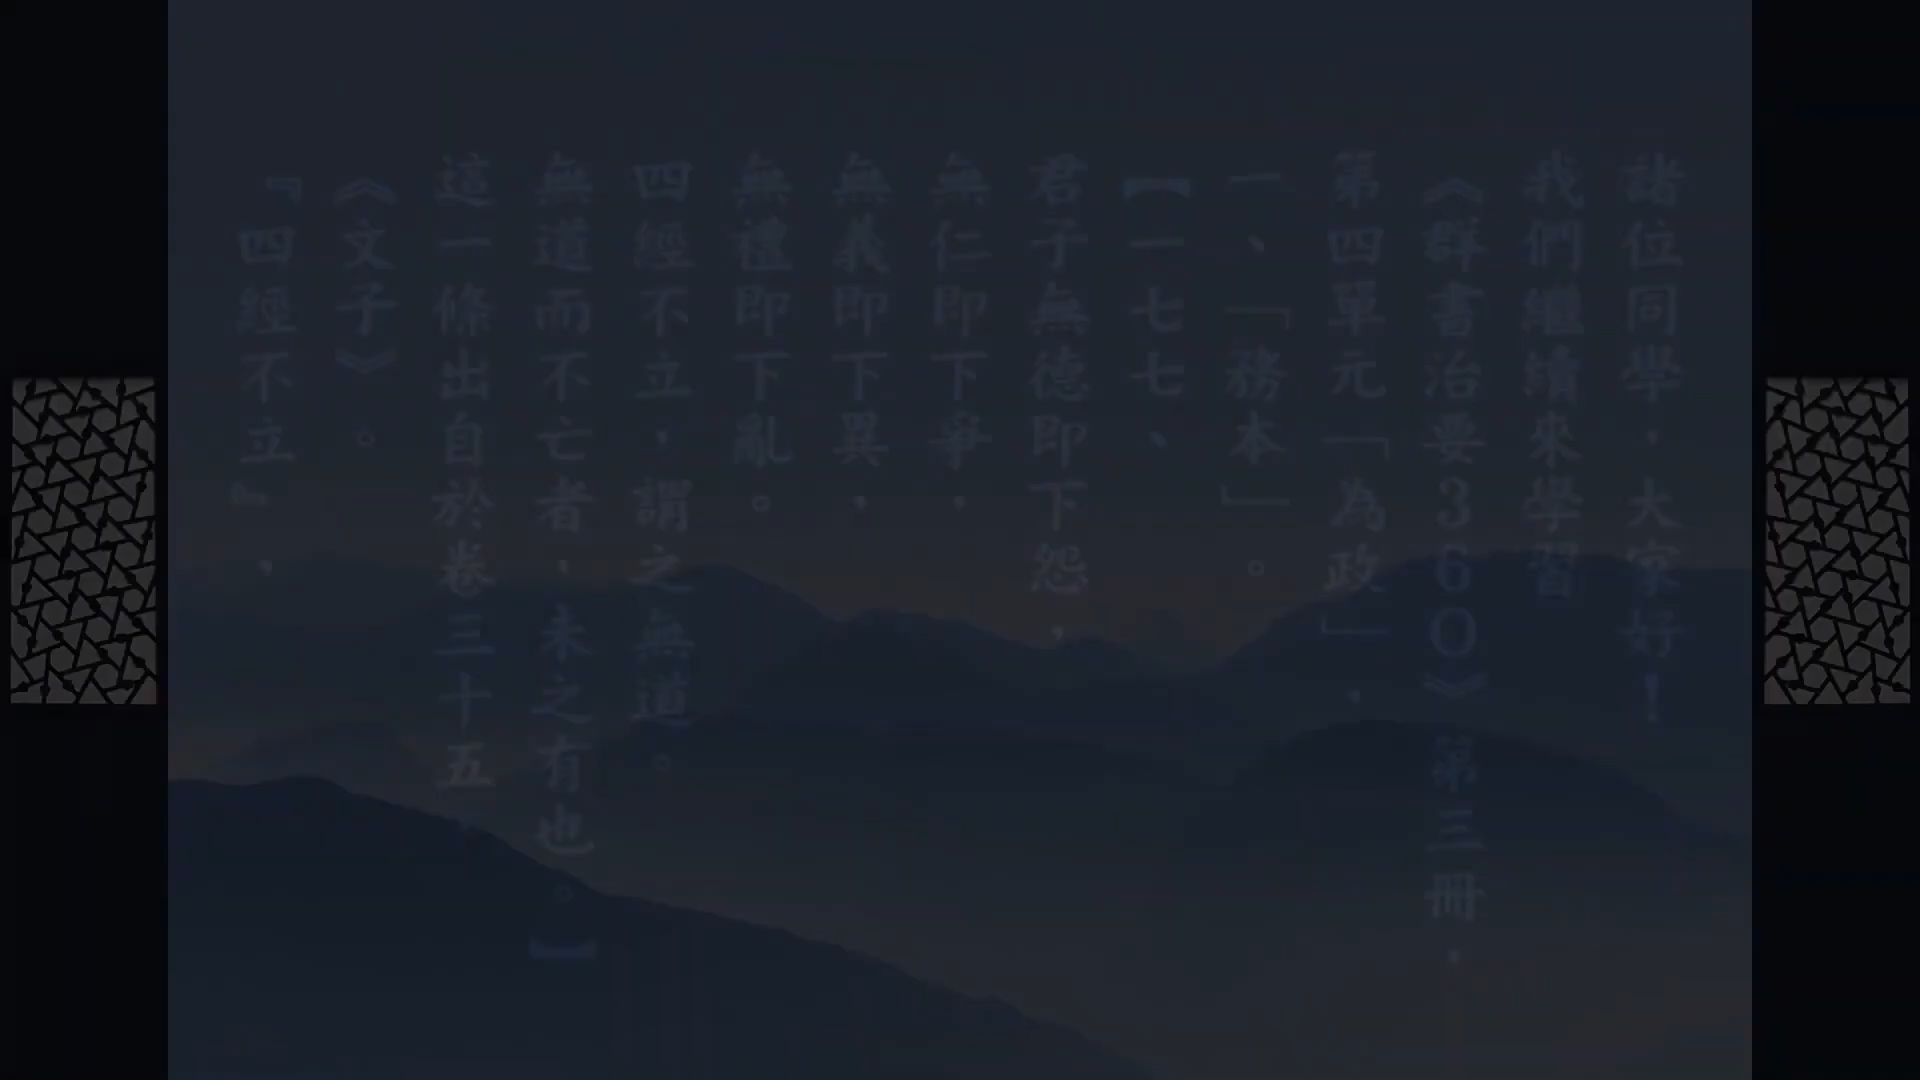 諸位同學,大家好!
我們繼續來學習
《群書治要360》第三冊,
第四單元「為政」,
一、「務本」。
【一七七、
君子無德即下怨,
無仁即下爭,
無義即下異,
無禮即下亂。
四經不立,謂之無道。
無道而不亡者,未之有也。】
這一條出自於卷三十五
《文子》。
『四經不立』,